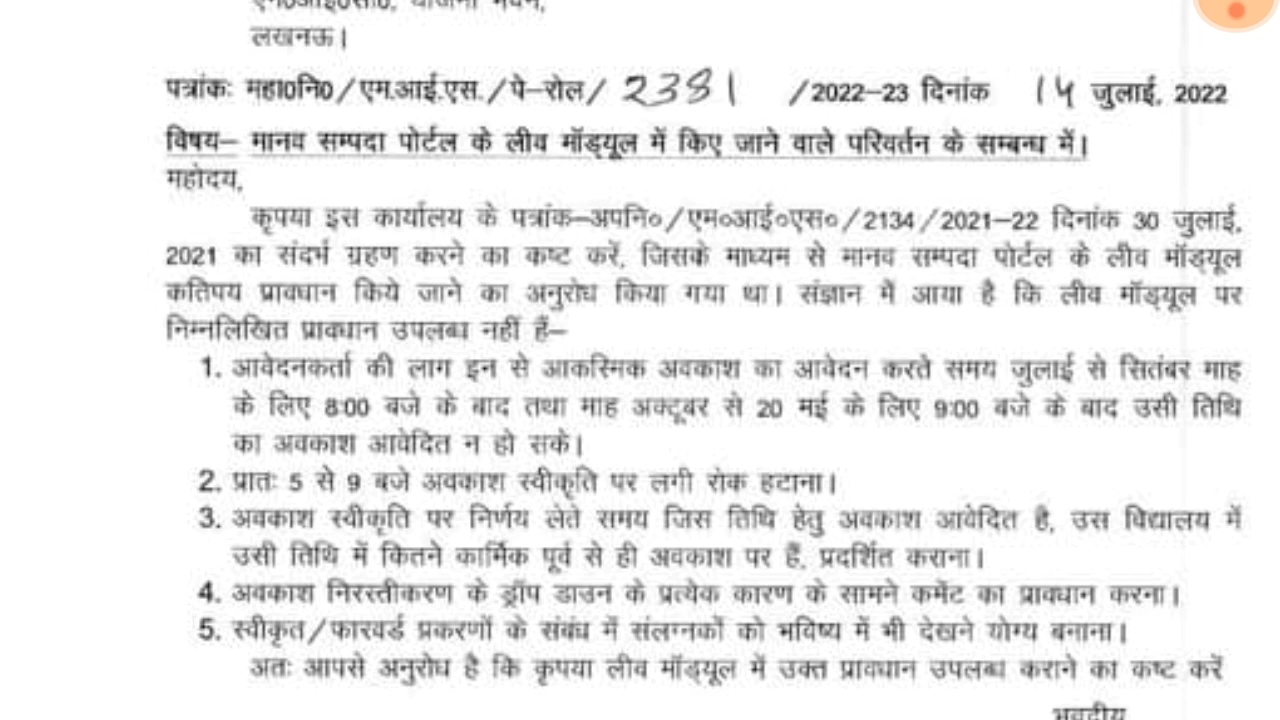 एन०आई०सी०, योजना भवन,
लखनऊ।
पत्रांकः महा0नि0/एम.आई.एस./पे–रोल/ 2381 /2022–23 दिनांक 14 जुलाई, 2022
विषय– मानव सम्पदा पोर्टल के लीव मॉड्यूल में किए जाने वाले परिवर्तन के सम्बन्ध में।
महोदय,
कृपया इस कार्यालय के पत्रांक–अपनि०/एम०आई०एस०/2134/2021–22 दिनांक 30 जुलाई,
2021 का संदर्भ ग्रहण करने का कष्ट करें, जिसके माध्यम से मानव सम्पदा पोर्टल के लीव मॉड्यूल
कतिपय प्रावधान किये जाने का अनुरोध किया गया था। संज्ञान में आया है कि लीव मॉड्यूल पर
निम्नलिखित प्रावधान उपलब्ध नहीं हैं–
1. आवेदनकर्ता की लाग इन से आकस्मिक अवकाश का आवेदन करते समय जुलाई से सितंबर माह
के लिए 8:00 बजे के बाद तथा माह अक्टूबर से 20 मई के लिए 9:00 बजे के बाद उसी तिथि
का अवकाश आवेदित न हो सके।
2. प्रातः 5 से 9 बजे अवकाश स्वीकृति पर लगी रोक हटाना।
3. अवकाश स्वीकृति पर निर्णय लेते समय जिस तिथि हेतु अवकाश आवेदित है, उस विद्यालय में
उसी तिथि में कितने कार्मिक पूर्व से ही अवकाश पर हैं, प्रदर्शित कराना।
4. अवकाश निरस्तीकरण के ड्रॉप डाउन के प्रत्येक कारण के सामने कमेंट का प्रावधान करना।
5. स्वीकृत/फारवर्ड प्रकरणों के संबंध में संलग्नकों को भविष्य में भी देखने योग्य बनाना।
अतः आपसे अनुरोध है कि कृपया लीव मॉड्यूल में उक्त प्रावधान उपलब्ध कराने का कष्ट करें
भवदीय